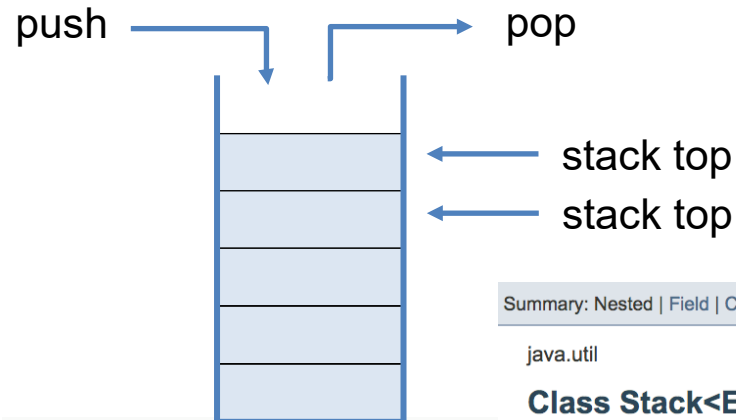 push
pop
stack top
stack top
Summary: Nested | Field | C
java.util
Class Stack<E